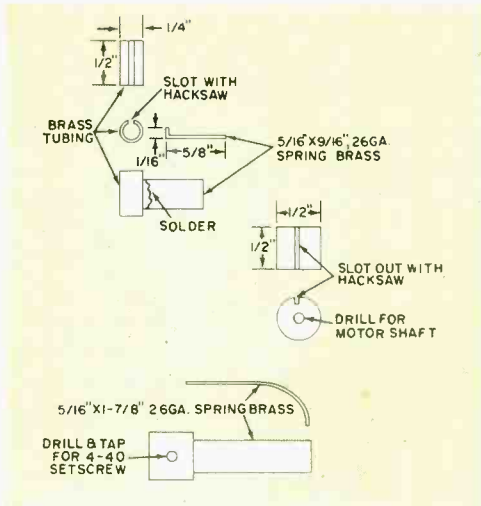 1/4"
1/2"
SLOT WITH
HACKSAW
BRASS
TUBING
1/16"
5/8"
5/16"X9/16", 26GA.
SPRING BRASS
SOLDER
1/2"
1/2"
SLOT OUT WITH
HACKSAW
DRILL FOR
MOTOR SHAFT
5/16"X1-7/8" 26GA. SPRING BRASS
DRILL & TAP
FOR 4-40
SETSCREW